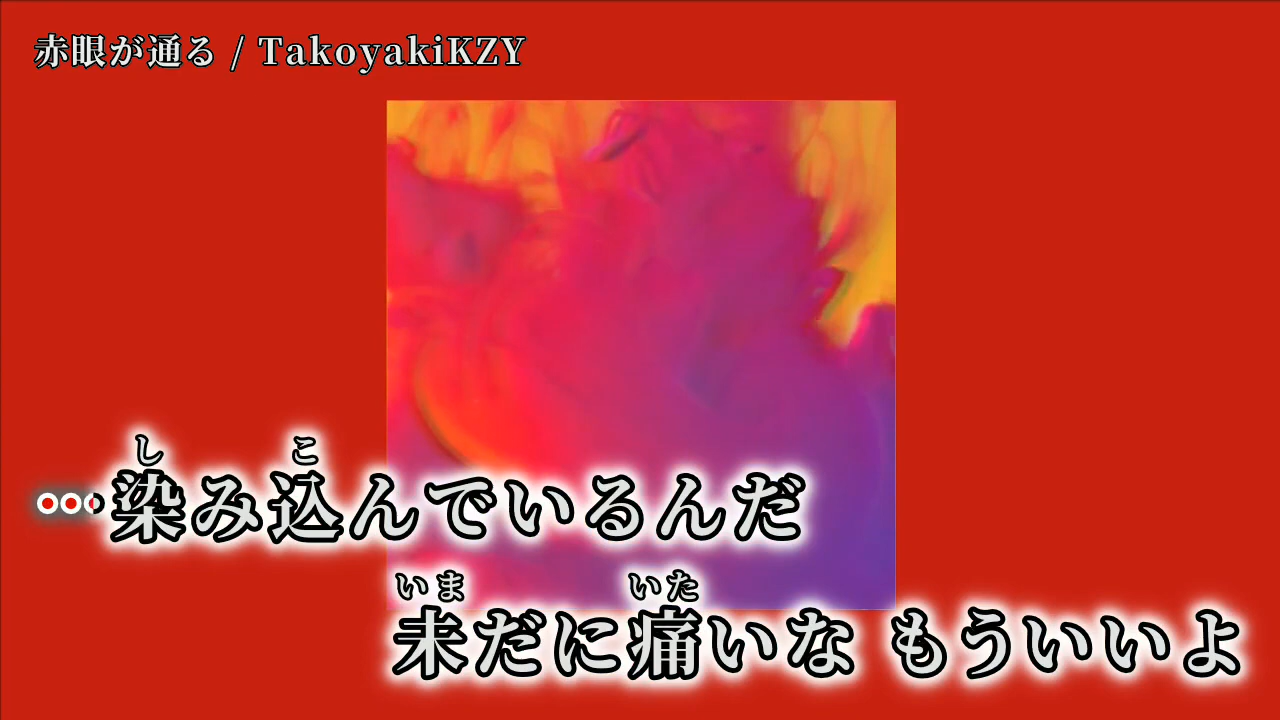 赤眼が通る / TakoyakiKZY
し こ
…染み込んでいるんだ
いま いた
未だに痛いな もういいよ